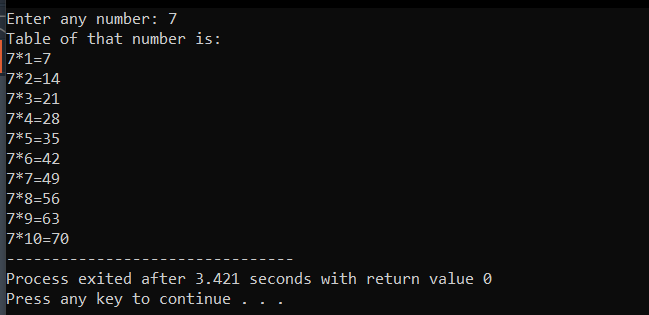 Enter any number: 7
Table of that number is:
7*1=7
7*2=14
7*3=21
7*4=28
7*5=35
7*6=42
7*7=49
7*8=56
7*9=63
7*10=70
--------------------------------
Process exited after 3.421 seconds with return value 0
Press any key to continue . . .